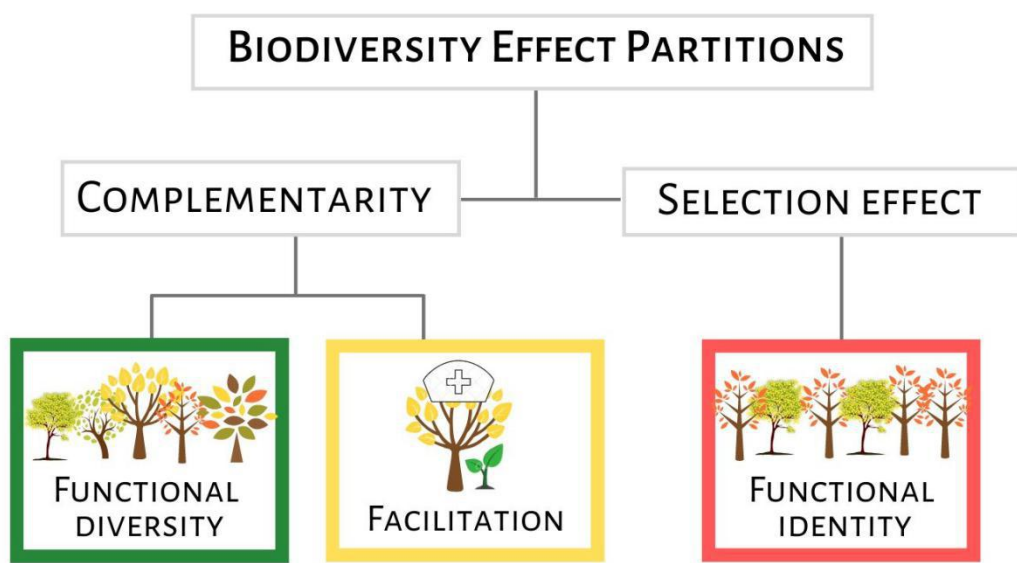 BIODIVERSITY EFFECT PARTITIONS
COMPLEMENTARITY
SELECTION EFFECT
FUNCTIONAL
DIVERSITY
FACILITATION
FUNCTIONAL
IDENTITY